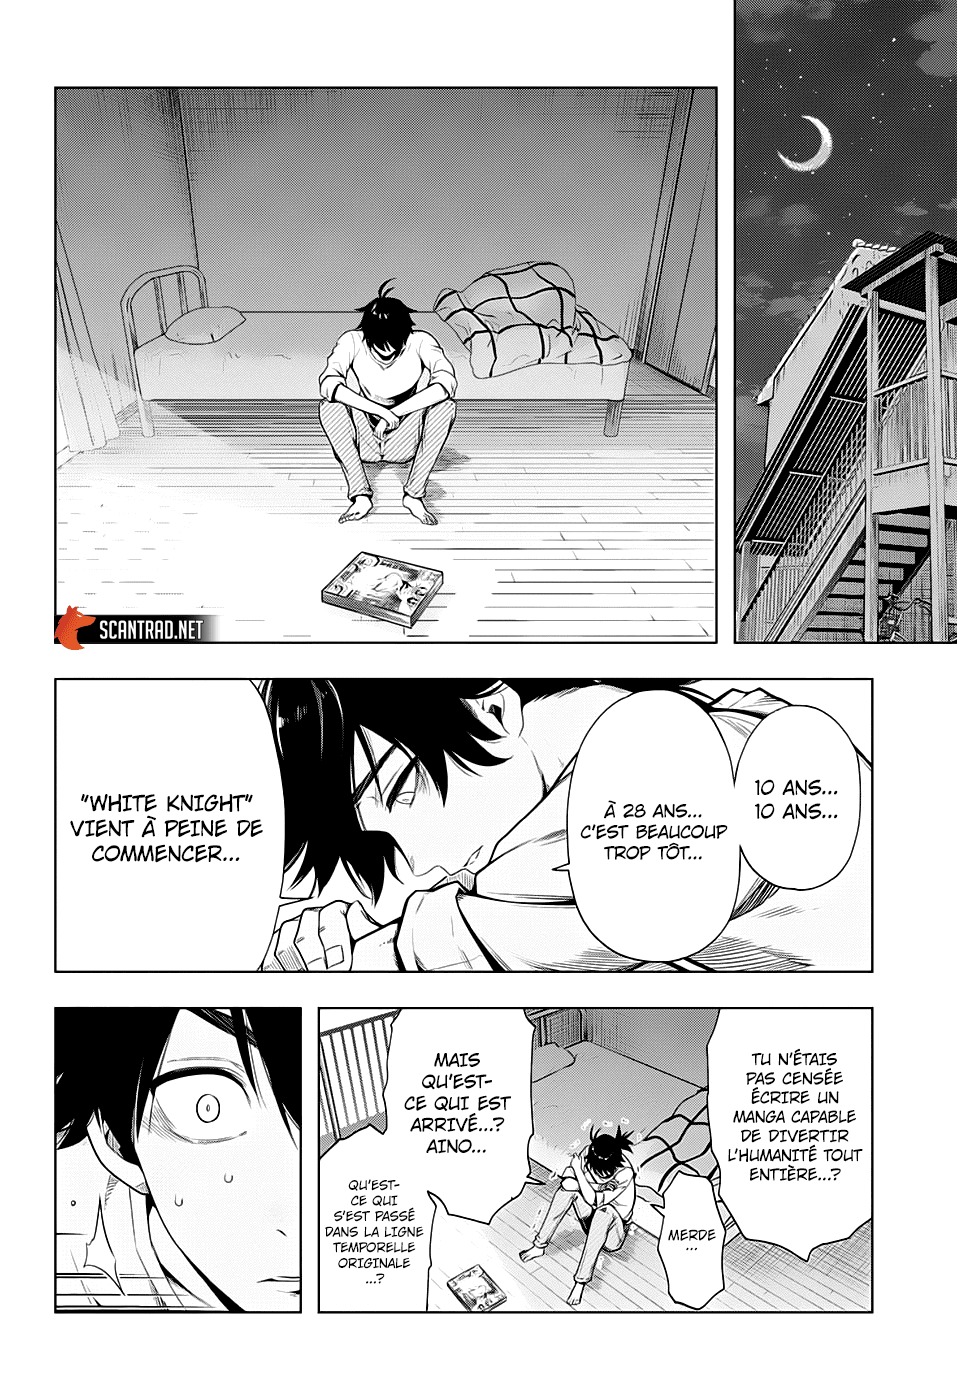 SCANTRAD.NET
10 ANS...
10 ANS...
À 28 ANS...
C'EST BEAUCOUP
TROP TÔT...
"WHITE KNIGHT"
VIENT À PEINE DE
COMMENCER...
TU N'ÉTAIS
PAS CENSÉE
ÉCRIRE UN
MANGA CAPABLE
DE DIVERTIR
L'HUMANITÉ TOUT
ENTIÈRE...?
MERDE
...
MAIS
QU'EST-
CE QUI EST
ARRIVÉ...?
AINO...
QU'EST-
CE QUI
S'EST PASSÉ
DANS LA LIGNE
TEMPORELLE
ORIGINALE
...?